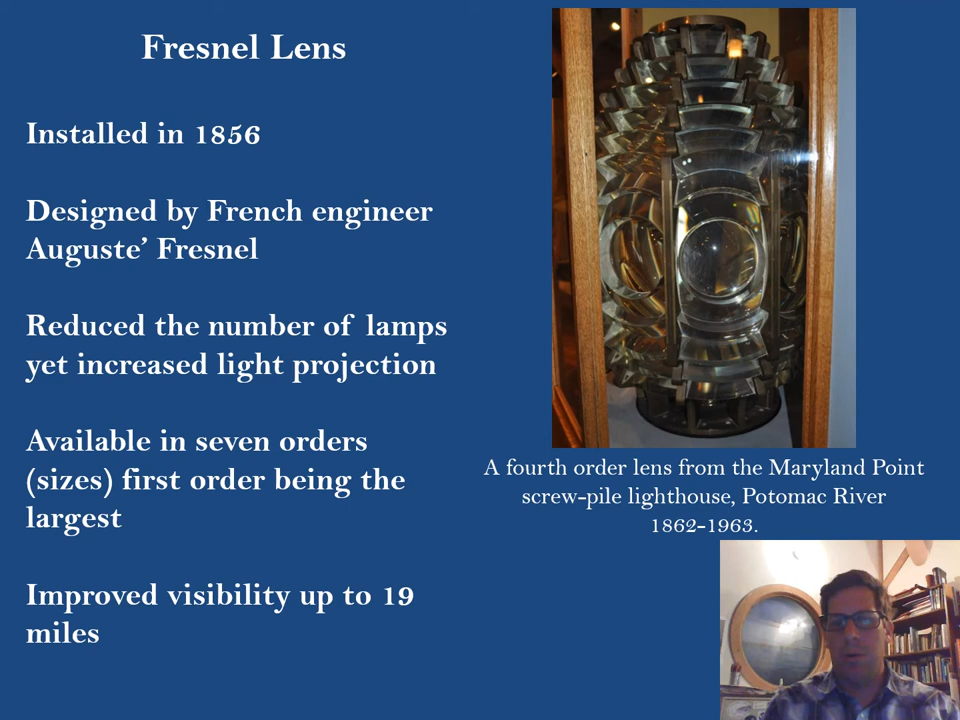 Fresnel Lens
Installed in 1856
Designed by French engineer
Auguste’ Fresnel
Reduced the number of lamps
yet increased light projection
Available in seven orders
(sizes) first order being the
largest
Improved visibility up to 19
miles
A fourth order lens from the Maryland Point
screw-pile lighthouse, Potomac River
1862-1963.